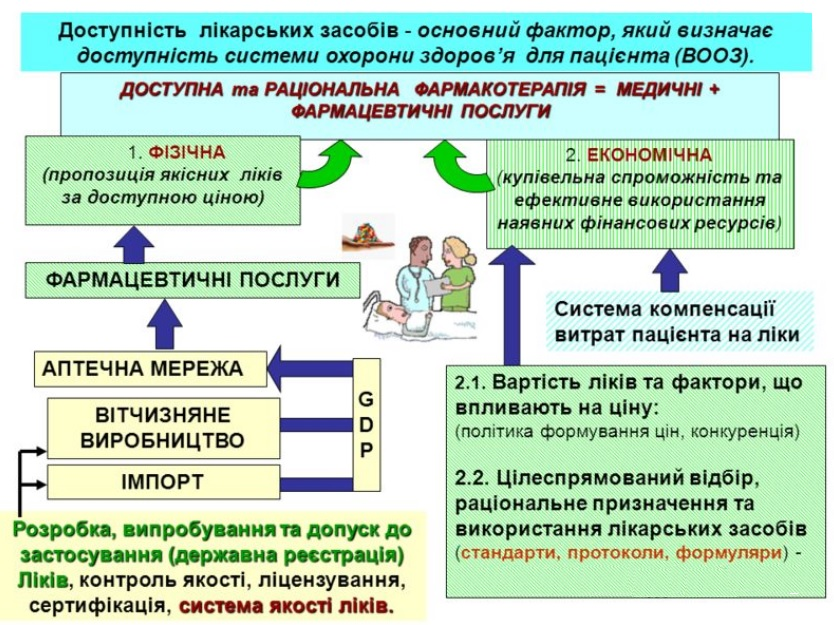 Доступність лікарських засобів - основний фактор, який визначає
доступність системи охорони здоров’я для пацієнта (ВООЗ).
ДОСТУПНА та РАЦІОНАЛЬНА ФАРМАКОТЕРАПІЯ = МЕДИЧНІ +
ФАРМАЦЕВТИЧНІ ПОСЛУГИ
1. ФІЗІЧНА
(пропозиція якісних ліків
за доступною ціною)
2. ЕКОНОМІЧНА
(купівельна спроможність та
ефективне використання
наявних фінансових ресурсів)
ФАРМАЦЕВТИЧНІ ПОСЛУГИ
Система компенсації
витрат пацієнта на ліки
АПТЕЧНА МЕРЕЖА
ВІТЧИЗНЯНЕ
ВИРОБНИЦТВО
ІМПОРТ
G
D
P
2.1. Вартість ліків та фактори, що
впливають на ціну:
(політика формування цін, конкуренція)
2.2. Цілеспрямований відбір,
раціональне призначення та
використання лікарських засобів
(стандарти, протоколи, формуляри) -
Розробка, випробування та допуск до
застосування (державна реєстрація)
Ліків, контроль якості, ліцензування,
сертифікація, система якості ліків.